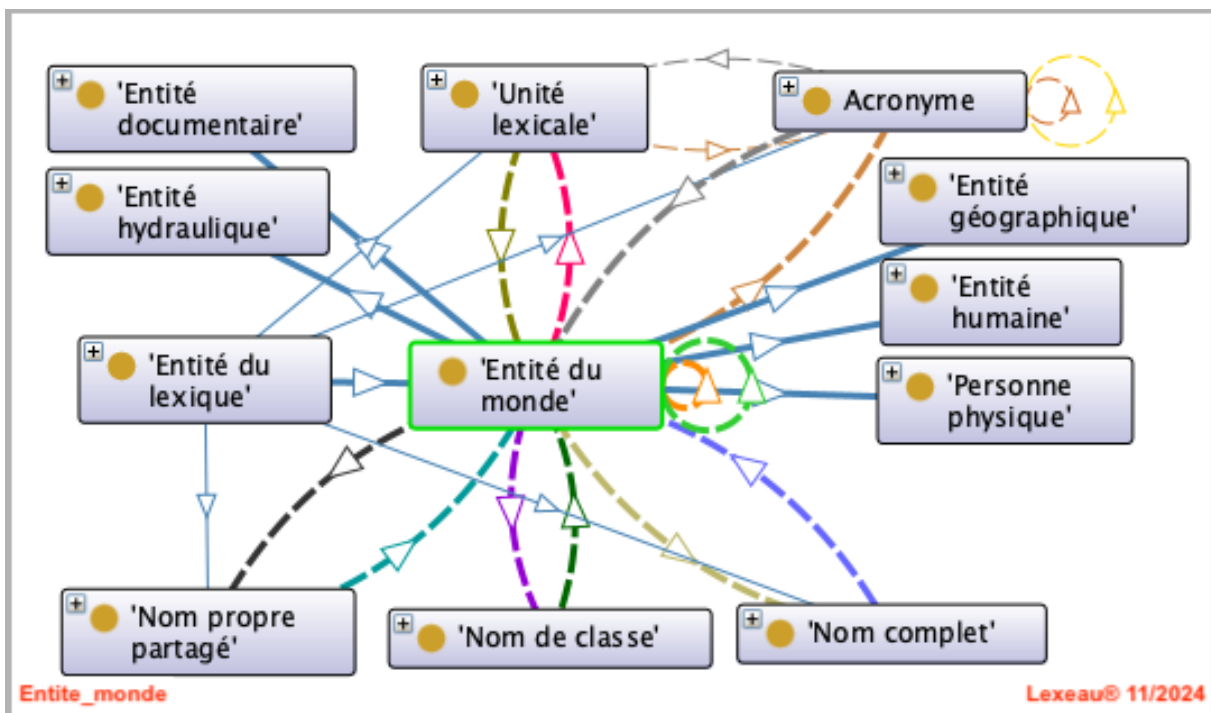 'Entité
documentaire'
'Unité
lexicale'
Acronyme
'Entité
hydraulique'
'Entité
géographique'
'Entité
humaine'
'Entité du
lexique'
'Entité du
monde'
'Personne
physique'
'Nom propre
partagé'
'Nom de classe'
'Nom complet'
Entite_monde
Lexeau® 11/2024